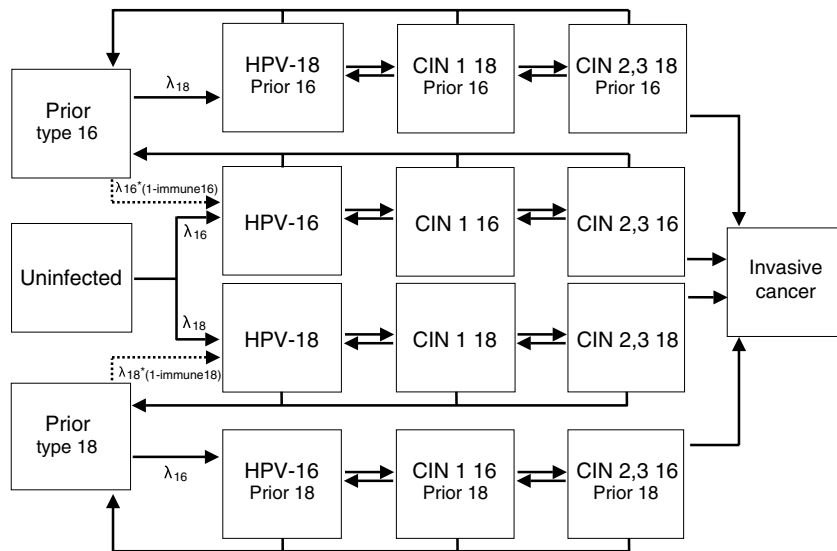 HPV-18
Prior 16
CIN 1 18
Prior 16
CIN 2,3 18
Prior 16
Prior
type 16
λ18
λ16*(1-immune16)
λ16
HPV-16
CIN 1 16
CIN 2,3 16
Uninfected
Invasive
cancer
λ18
HPV-18
CIN 1 18
CIN 2,3 18
λ18*(1-immune18)
Prior
type 18
λ16
HPV-16
Prior 18
CIN 1 16
Prior 18
CIN 2,3 16
Prior 18